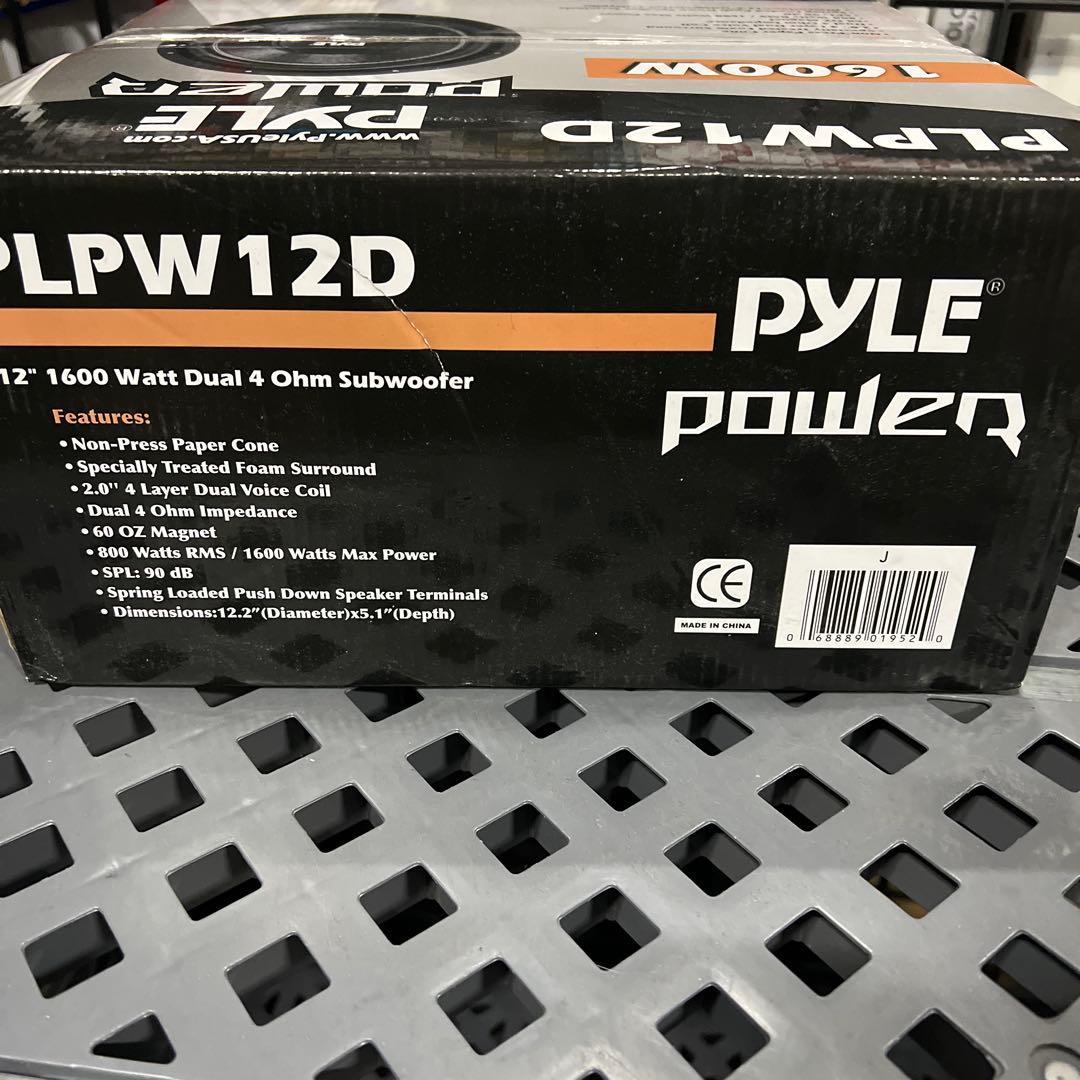 PYLE
1600W
POWER
www.PyleUSA.com
PYLE®
PLPW12D
PLPW12D
PYLE®
POWER
12" 1600 Watt Dual 4 Ohm Subwoofer
Features:
• Non-Press Paper Cone
• Specially Treated Foam Surround
• 2.0'' 4 Layer Dual Voice Coil
• Dual 4 Ohm Impedance
• 60 OZ Magnet
• 800 Watts RMS / 1600 Watts Max Power
• SPL: 90 dB
• Spring Loaded Push Down Speaker Terminals
• Dimensions:12.2"(Diameter)x5.1"(Depth)
CE
MADE IN CHINA
J
0 68889 01952 0